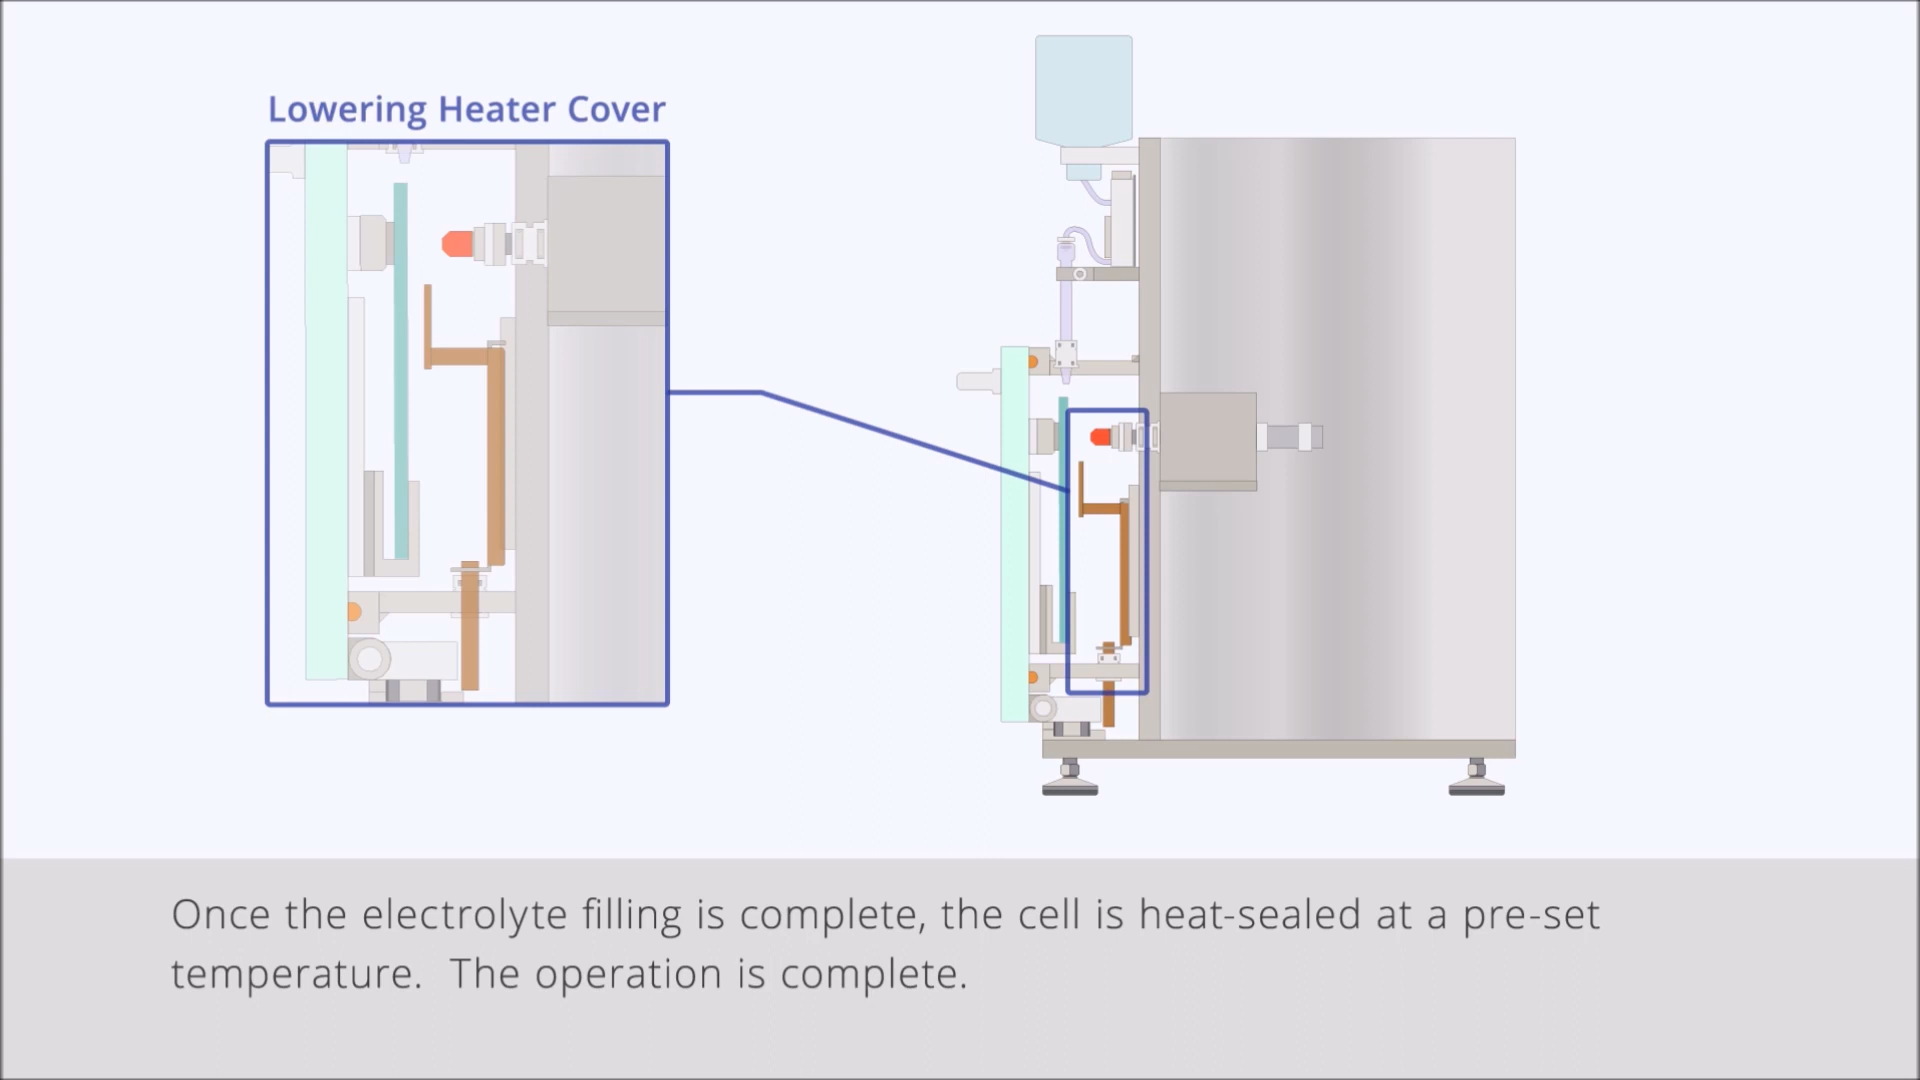 Lowering Heater Cover
Once the electrolyte filling is complete, the cell is heat-sealed at a pre-set
temperature.  The operation is complete.